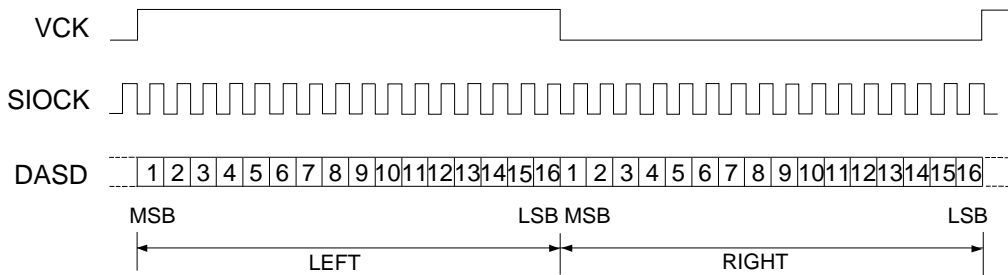 VCK
SIOCK
DASD 1 2 3 4 5 6 7 8 9 10 11 12 13 14 15 16 1 2 3 4 5 6 7 8 9 10 11 12 13 14 15 16
MSB LSB MSB LSB
LEFT RIGHT